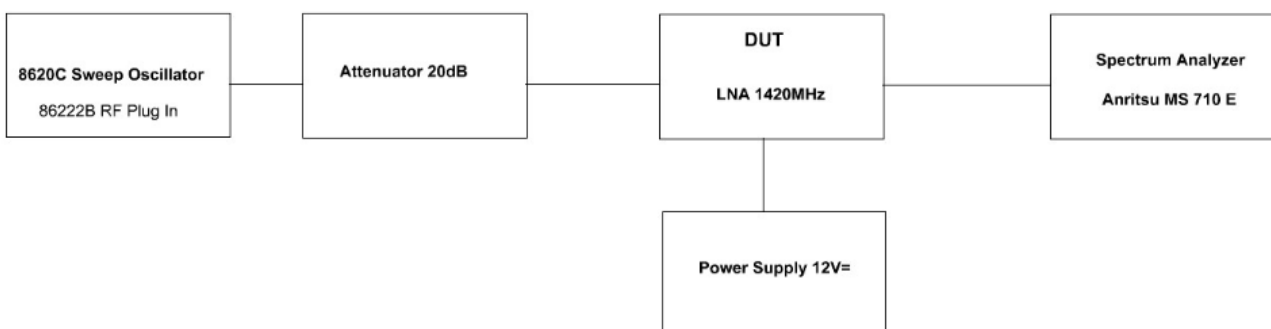 8620C Sweep Oscillator
86222B RF Plug In
Attenuator 20dB
DUT
LNA 1420MHz
Spectrum Analyzer
Anritsu MS 710 E
Power Supply 12V=